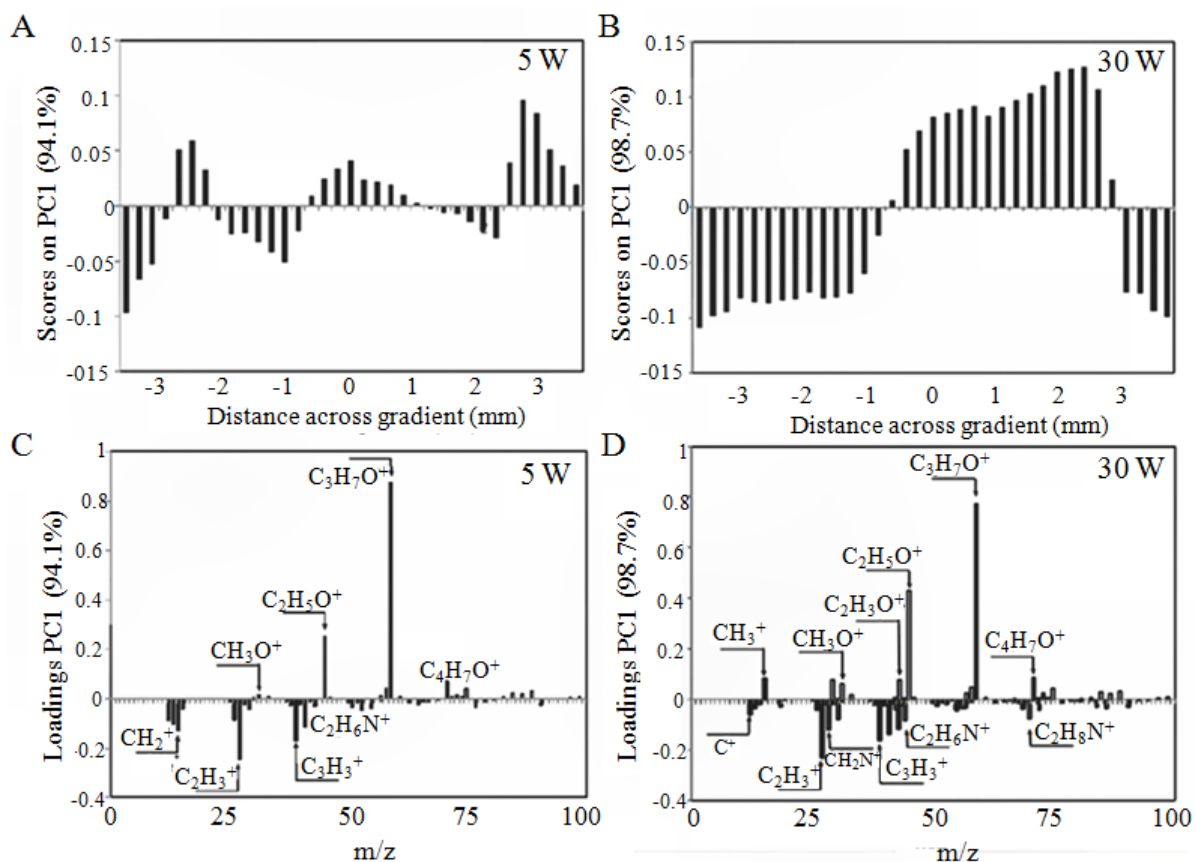 A
5 W
Scores on PC1 (94.1%)
0.15
0.1
0.05
0
-0.05
-0.1
-015
-3 -2 -1 0 1 2 3
Distance across gradient (mm)
B
30 W
Scores on PC1 (98.7%)
0.15
0.1
0.05
0
-0.05
-0.1
-015
-3 -2 -1 0 1 2 3
Distance across gradient (mm)
C
5 W
Loadings PC1 (94.1%)
1
0.8
0.6
0.4
0.2
0
-0.2
-0.4
C₃H₇O⁺
C₂H₅O⁺
CH₃O⁺
C₄H₇O⁺
CH₂⁺
C₂H₃⁺
C₂H₆N⁺
C₃H₃⁺
0 25 50 75 100
m/z
D
30 W
Loadings PC1 (98.7%)
1
0.8
0.6
0.4
0.2
0
-0.2
-0.4
C₃H₇O⁺
C₂H₅O⁺
C₂H₃O⁺
CH₃⁺
CH₃O⁺
C₄H₇O⁺
C⁺
C₂H₃⁺
CH₂N⁺
C₃H₃⁺
C₂H₆N⁺
C₂H₈N⁺
0 25 50 75 100
m/z